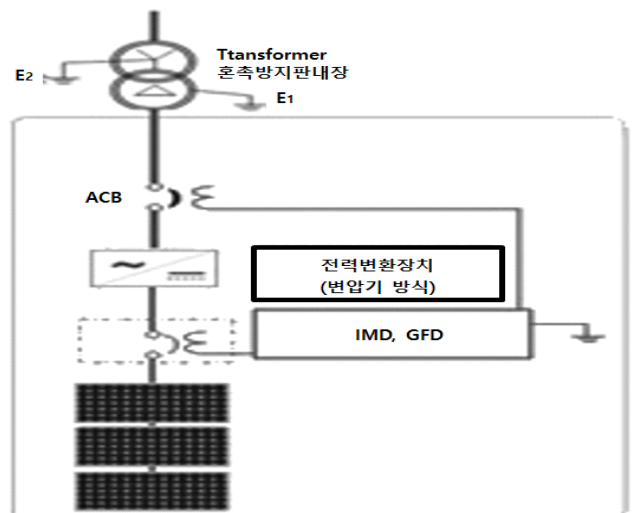 Ttansformer
혼촉방지판내장
E2
E1
ACB
전력변환장치
(변압기 방식)
IMD, GFD